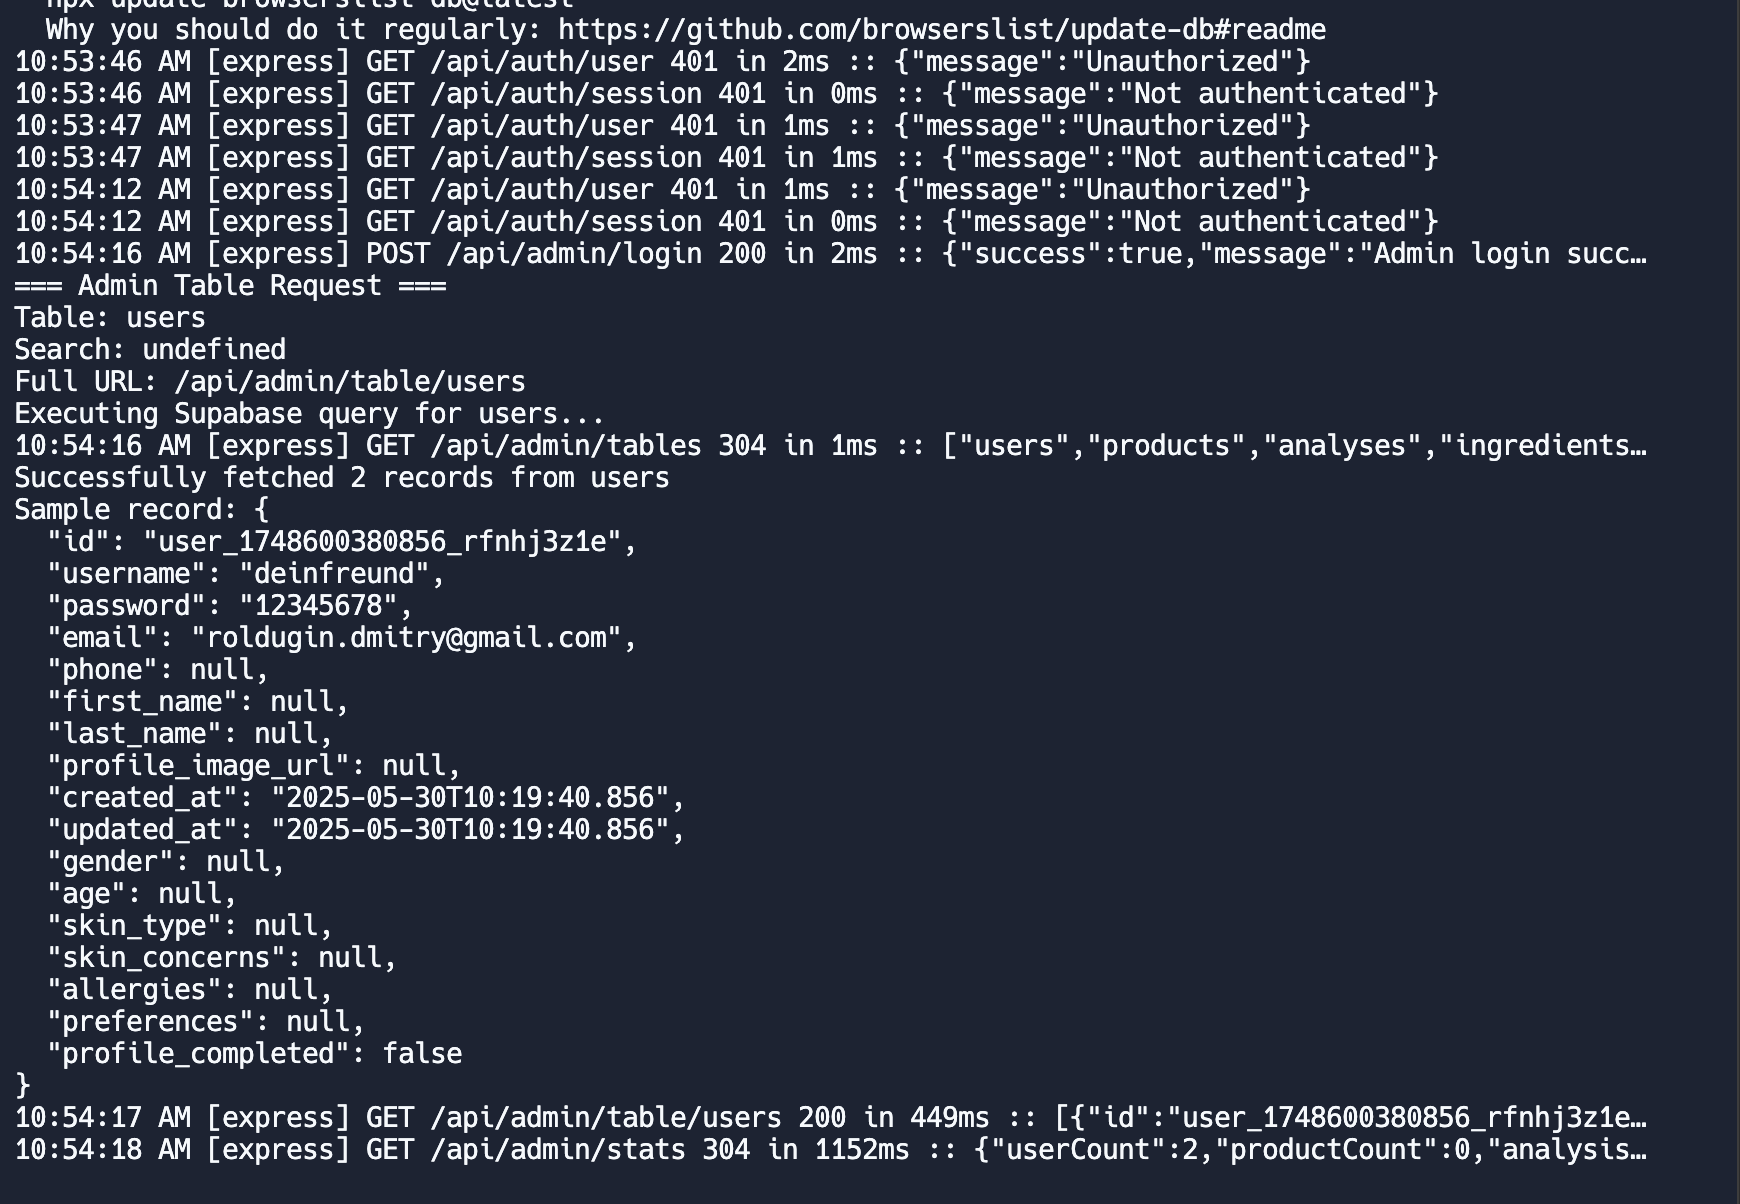 npx update-browserslist-db@latest
  Why you should do it regularly: https://github.com/browserslist/update-db#readme
10:53:46 AM [express] GET /api/auth/user 401 in 2ms :: {"message":"Unauthorized"}
10:53:46 AM [express] GET /api/auth/session 401 in 0ms :: {"message":"Not authenticated"}
10:53:47 AM [express] GET /api/auth/user 401 in 1ms :: {"message":"Unauthorized"}
10:53:47 AM [express] GET /api/auth/session 401 in 1ms :: {"message":"Not authenticated"}
10:54:12 AM [express] GET /api/auth/user 401 in 1ms :: {"message":"Unauthorized"}
10:54:12 AM [express] GET /api/auth/session 401 in 0ms :: {"message":"Not authenticated"}
10:54:16 AM [express] POST /api/admin/login 200 in 2ms :: {"success":true,"message":"Admin login succ…
=== Admin Table Request ===
Table: users
Search: undefined
Full URL: /api/admin/table/users
Executing Supabase query for users...
10:54:16 AM [express] GET /api/admin/tables 304 in 1ms :: ["users","products","analyses","ingredients…
Successfully fetched 2 records from users
Sample record: {
  "id": "user_1748600380856_rfnhj3z1e",
  "username": "deinfreund",
  "password": "12345678",
  "email": "roldugin.dmitry@gmail.com",
  "phone": null,
  "first_name": null,
  "last_name": null,
  "profile_image_url": null,
  "created_at": "2025-05-30T10:19:40.856",
  "updated_at": "2025-05-30T10:19:40.856",
  "gender": null,
  "age": null,
  "skin_type": null,
  "skin_concerns": null,
  "allergies": null,
  "preferences": null,
  "profile_completed": false
}
10:54:17 AM [express] GET /api/admin/table/users 200 in 449ms :: [{"id":"user_1748600380856_rfnhj3z1e…
10:54:18 AM [express] GET /api/admin/stats 304 in 1152ms :: {"userCount":2,"productCount":0,"analysis…